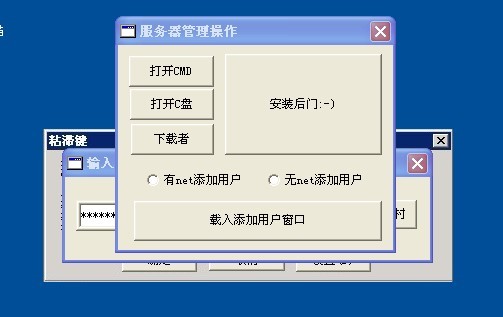 服务器管理操作
打开CMD
打开C盘
下载者
安装后门:-)
有net添加用户
无net添加用户
载入添加用户窗口
粘滞键
输入
******